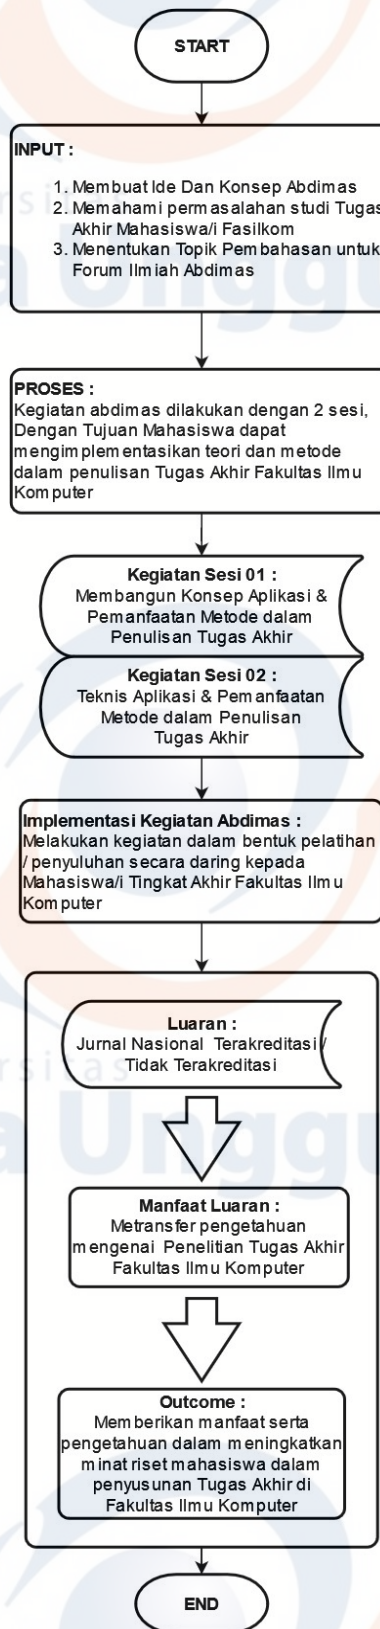 START
INPUT :
1. Membuat Ide Dan Konsep Abdimas
2. Memahami permasalahan studi Tugas
Akhir Mahasiswa/i Fasilkom
3. Menentukan Topik Pembahasan untuk
Forum Ilmiah Abdimas
PROSES :
Kegiatan abdimas dilakukan dengan 2 sesi,
Dengan Tujuan Mahasiswa dapat
mengimplementasikan teori dan metode
dalam penulisan Tugas Akhir Fakultas Ilmu
Komputer
Kegiatan Sesi 01 :
Membangun Konsep Aplikasi &
Pemanfaatan Metode dalam
Penulisan Tugas Akhir
Kegiatan Sesi 02 :
Teknis Aplikasi & Pemanfaatan
Metode dalam Penulisan
Tugas Akhir
Implementasi Kegiatan Abdimas :
Melakukan kegiatan dalam bentuk pelatihan
/ penyuluhan secara daring kepada
Mahasiswa/i Tingkat Akhir Fakultas Ilmu
Komputer
Luaran :
Jurnal Nasional Terakreditasi /
Tidak Terakreditasi
Manfaat Luaran :
Metransfer pengetahuan
mengenai Penelitian Tugas Akhir
Fakultas Ilmu Komputer
Outcome :
Memberikan manfaat serta
pengetahuan dalam meningkatkan
minat riset mahasiswa dalam
penyusunan Tugas Akhir di
Fakultas Ilmu Komputer
END